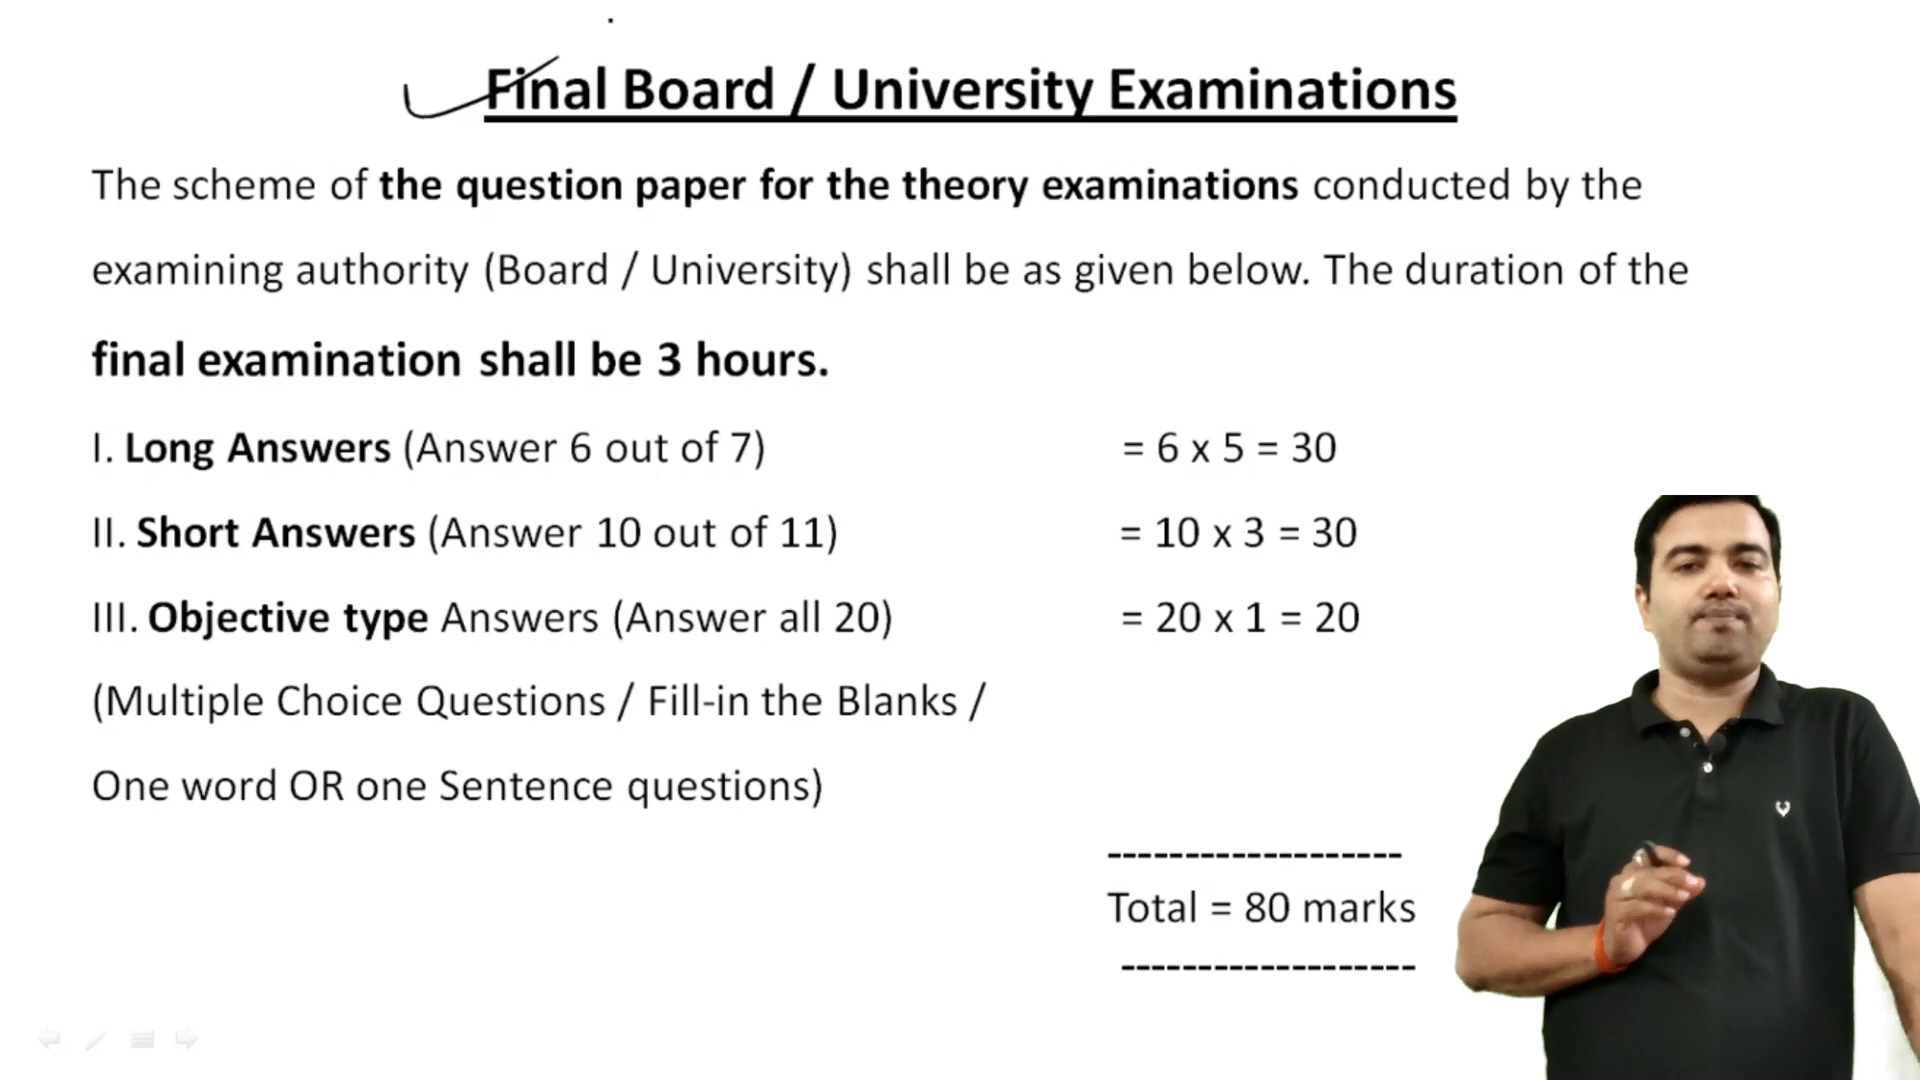 Final Board / University Examinations
The scheme of the question paper for the theory examinations conducted by the
examining authority (Board / University) shall be as given below. The duration of the
final examination shall be 3 hours.
I. Long Answers (Answer 6 out of 7) = 6 x 5 = 30
II. Short Answers (Answer 10 out of 11) = 10 x 3 = 30
III. Objective type Answers (Answer all 20) = 20 x 1 = 20
(Multiple Choice Questions / Fill-in the Blanks /
One word OR one Sentence questions)
-------------------
Total = 80 marks
-------------------